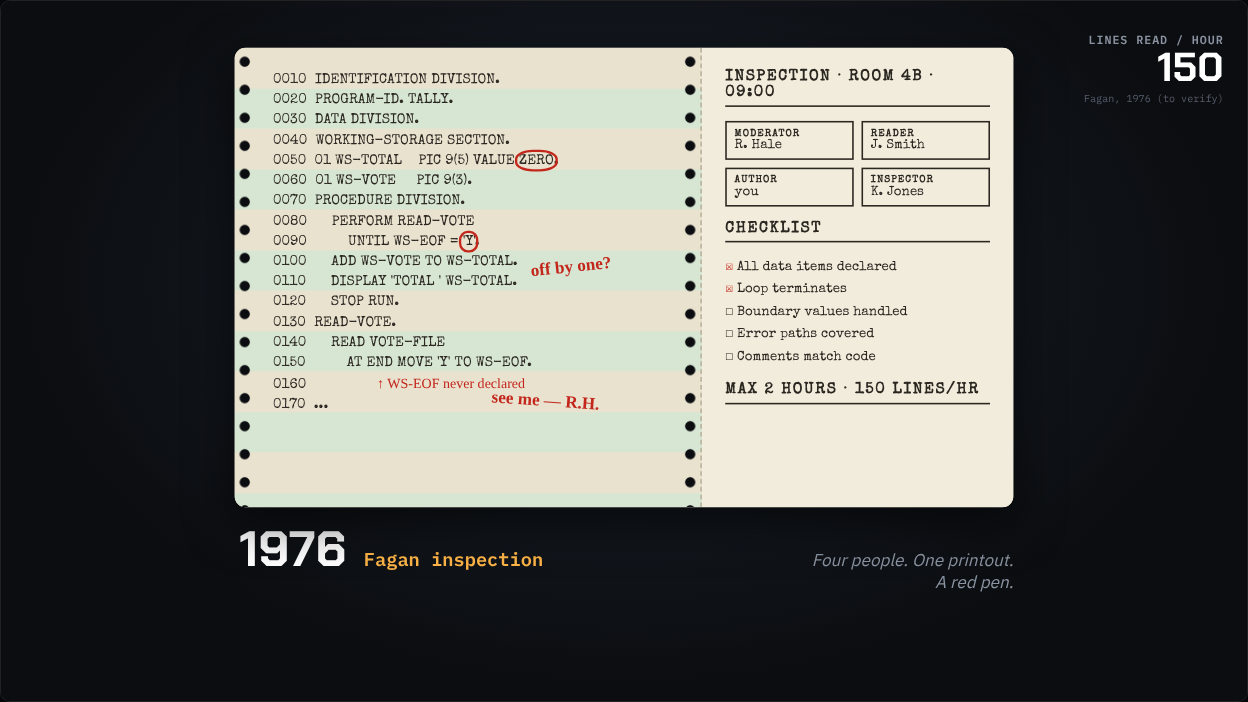 LINES READ / HOUR
150
Fagan, 1976 (to verify)
0010 IDENTIFICATION DIVISION.
0020 PROGRAM-ID. TALLY.
0030 DATA DIVISION.
0040 WORKING-STORAGE SECTION.
0050 01 WS-TOTAL PIC 9(5) VALUE ZERO.
0060 01 WS-VOTE PIC 9(3).
0070 PROCEDURE DIVISION.
0080 PERFORM READ-VOTE
0090 UNTIL WS-EOF = 'Y'.
0100 ADD WS-VOTE TO WS-TOTAL.
off by one?
0110 DISPLAY 'TOTAL ' WS-TOTAL.
0120 STOP RUN.
0130 READ-VOTE.
0140 READ VOTE-FILE
0150 AT END MOVE 'Y' TO WS-EOF.
0160 ↑ WS-EOF never declared
see me — R.H.
0170 ...
INSPECTION · ROOM 4B ·
09:00
MODERATOR
R. Hale
READER
J. Smith
AUTHOR
you
INSPECTOR
K. Jones
CHECKLIST
☒ All data items declared
☒ Loop terminates
☐ Boundary values handled
☐ Error paths covered
☐ Comments match code
MAX 2 HOURS · 150 LINES/HR
1976 Fagan inspection
Four people. One printout.
A red pen.